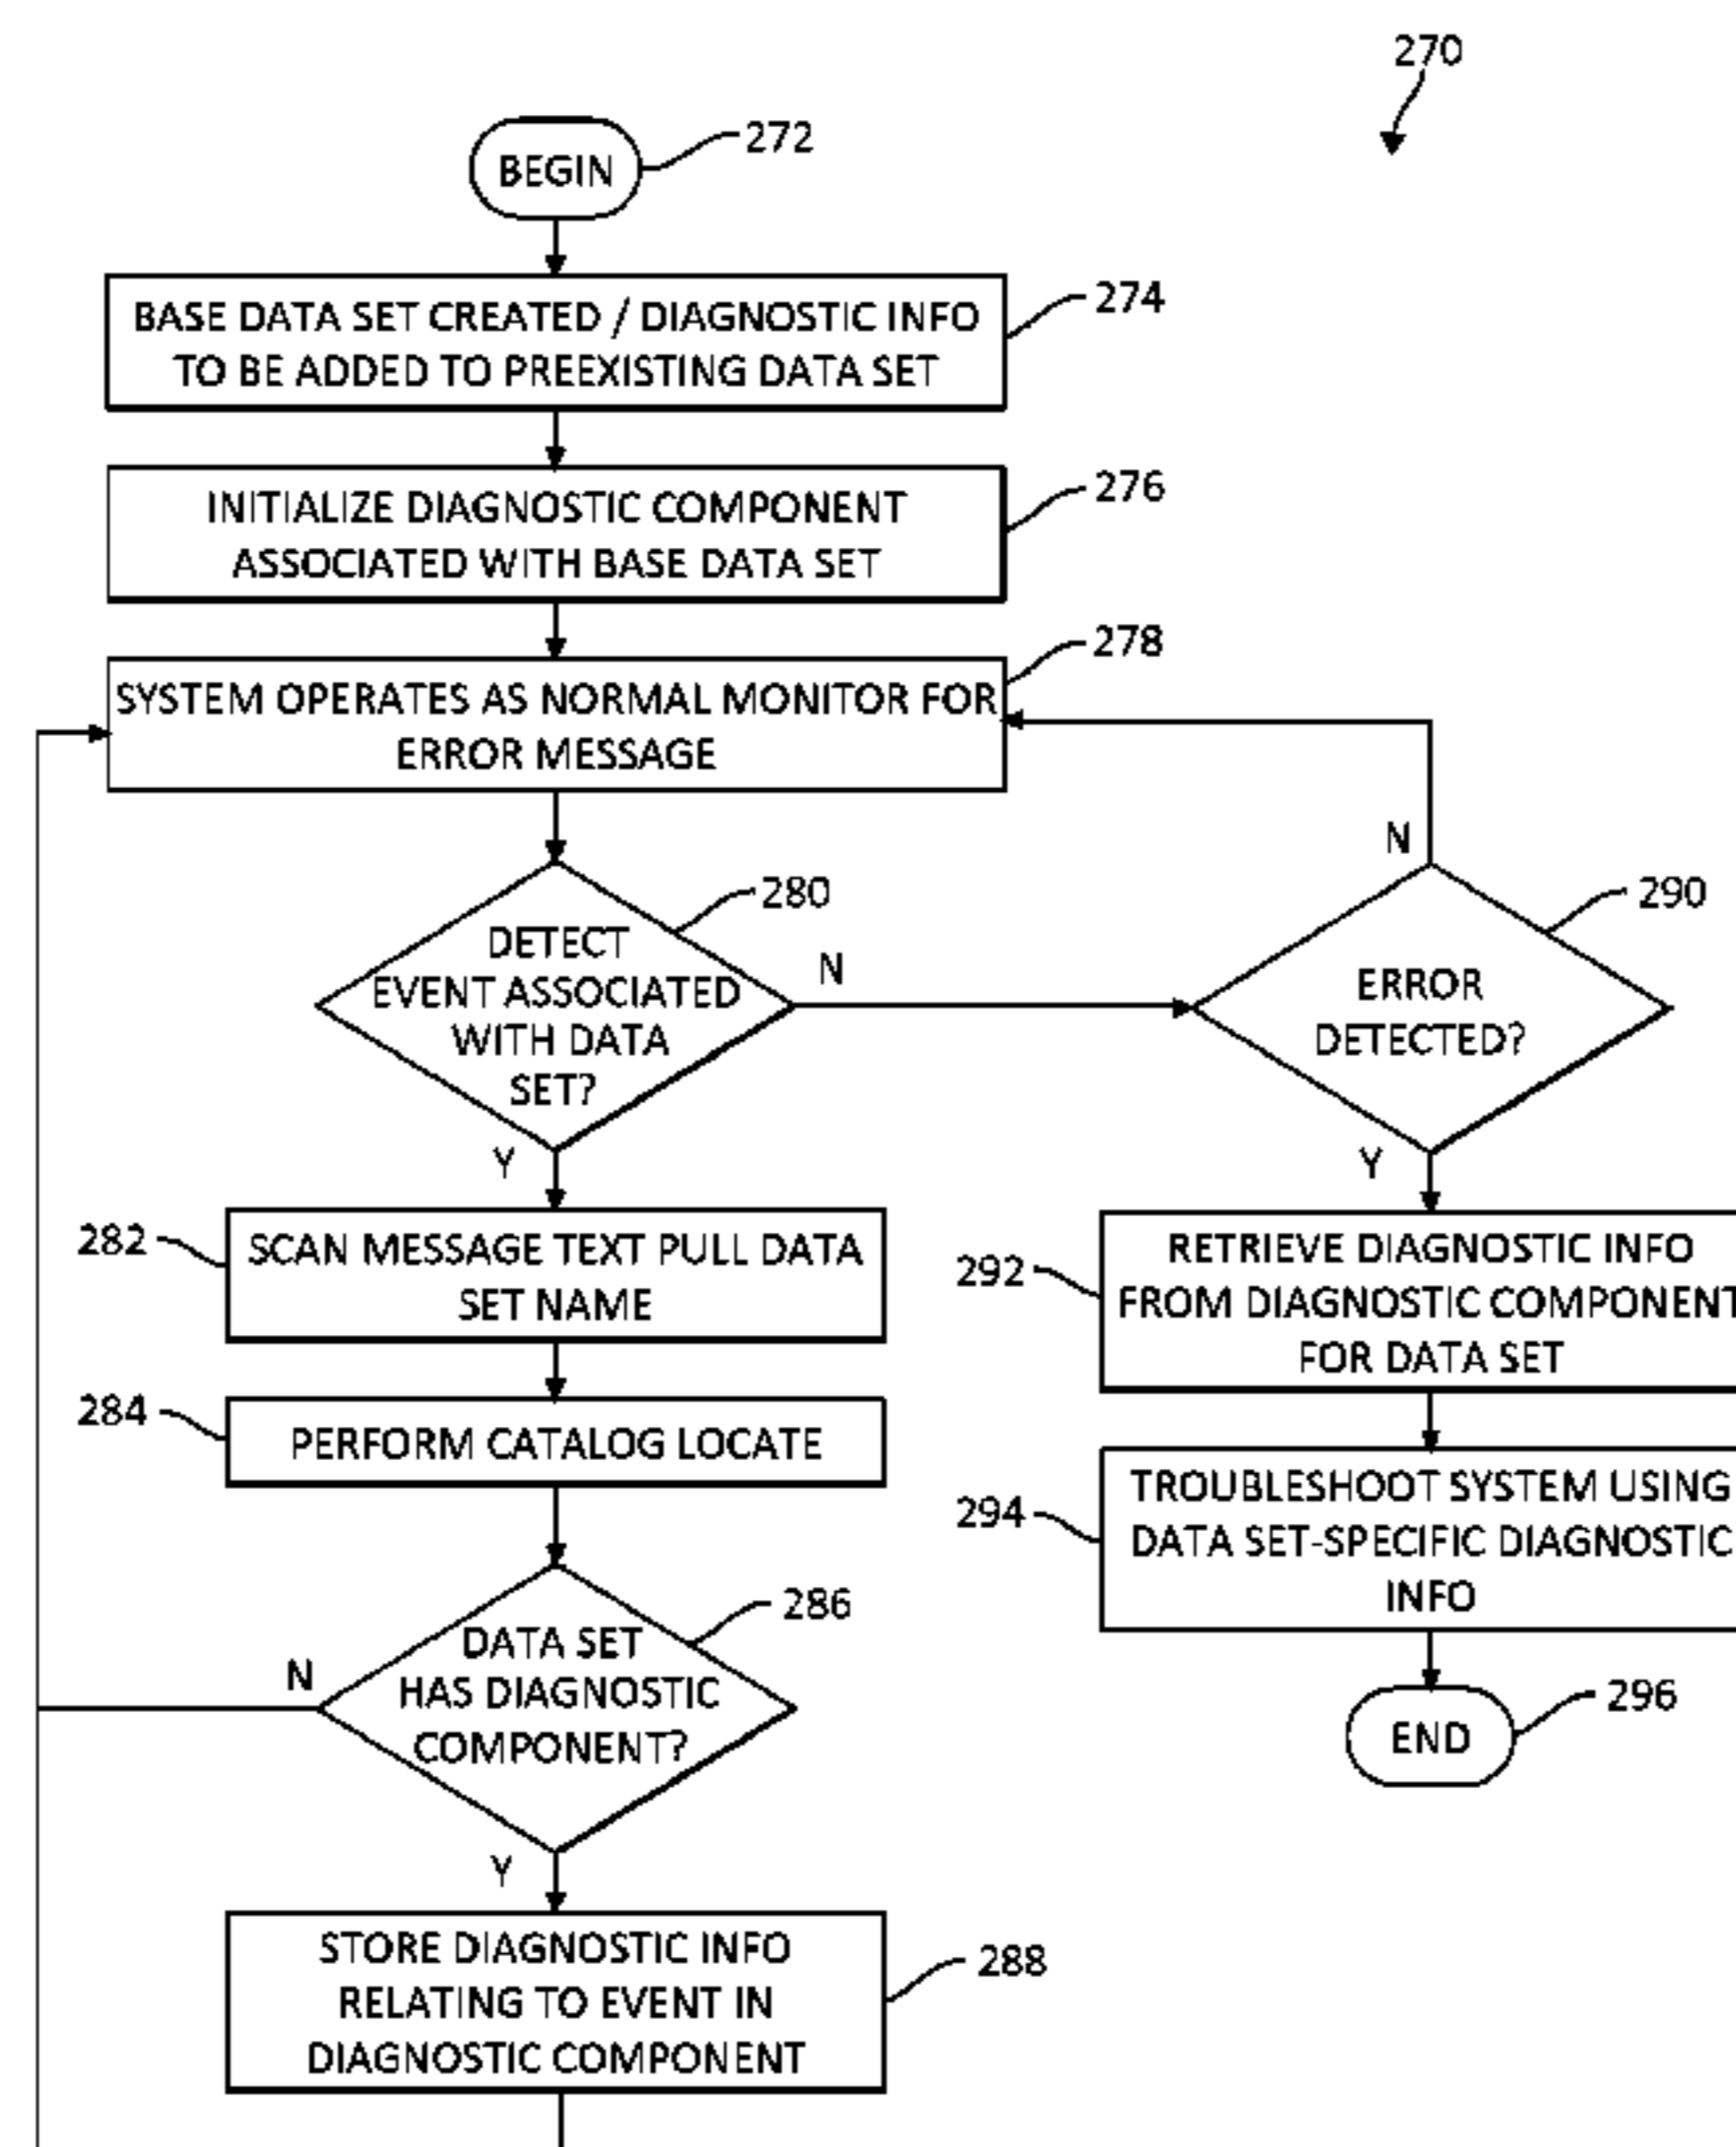 270
BEGIN
272
BASE DATA SET CREATED / DIAGNOSTIC INFO
TO BE ADDED TO PREEXISTING DATA SET
274
INITIALIZE DIAGNOSTIC COMPONENT
ASSOCIATED WITH BASE DATA SET
276
SYSTEM OPERATES AS NORMAL MONITOR FOR
ERROR MESSAGE
278
DETECT
EVENT ASSOCIATED
WITH DATA
SET?
280
N
Y
ERROR
DETECTED?
290
N
Y
282
SCAN MESSAGE TEXT PULL DATA
SET NAME
284
PERFORM CATALOG LOCATE
DATA SET
HAS DIAGNOSTIC
COMPONENT?
286
N
Y
STORE DIAGNOSTIC INFO
RELATING TO EVENT IN
DIAGNOSTIC COMPONENT
288
292
RETRIEVE DIAGNOSTIC INFO
FROM DIAGNOSTIC COMPONENT
FOR DATA SET
294
TROUBLESHOOT SYSTEM USING
DATA SET-SPECIFIC DIAGNOSTIC
INFO
END
296